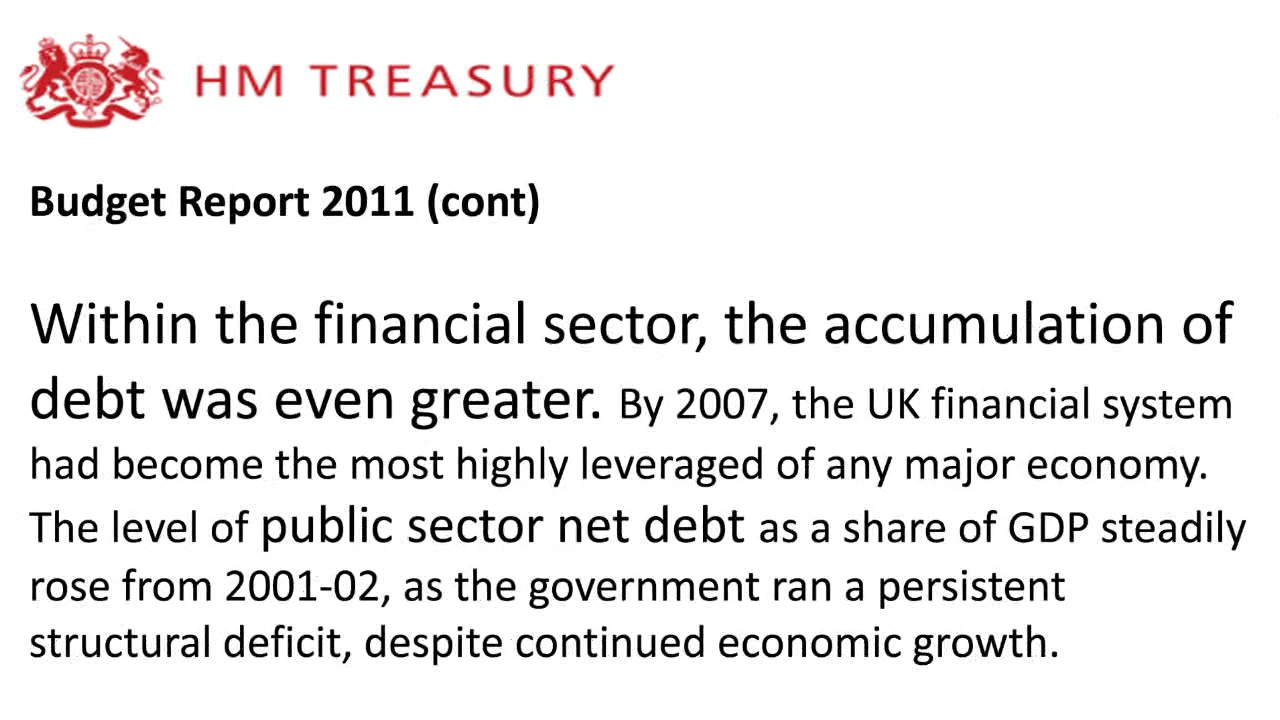 HM TREASURY
Budget Report 2011 (cont)
Within the financial sector, the accumulation of
debt was even greater. By 2007, the UK financial system
had become the most highly leveraged of any major economy.
The level of public sector net debt as a share of GDP steadily
rose from 2001-02, as the government ran a persistent
structural deficit, despite continued economic growth.